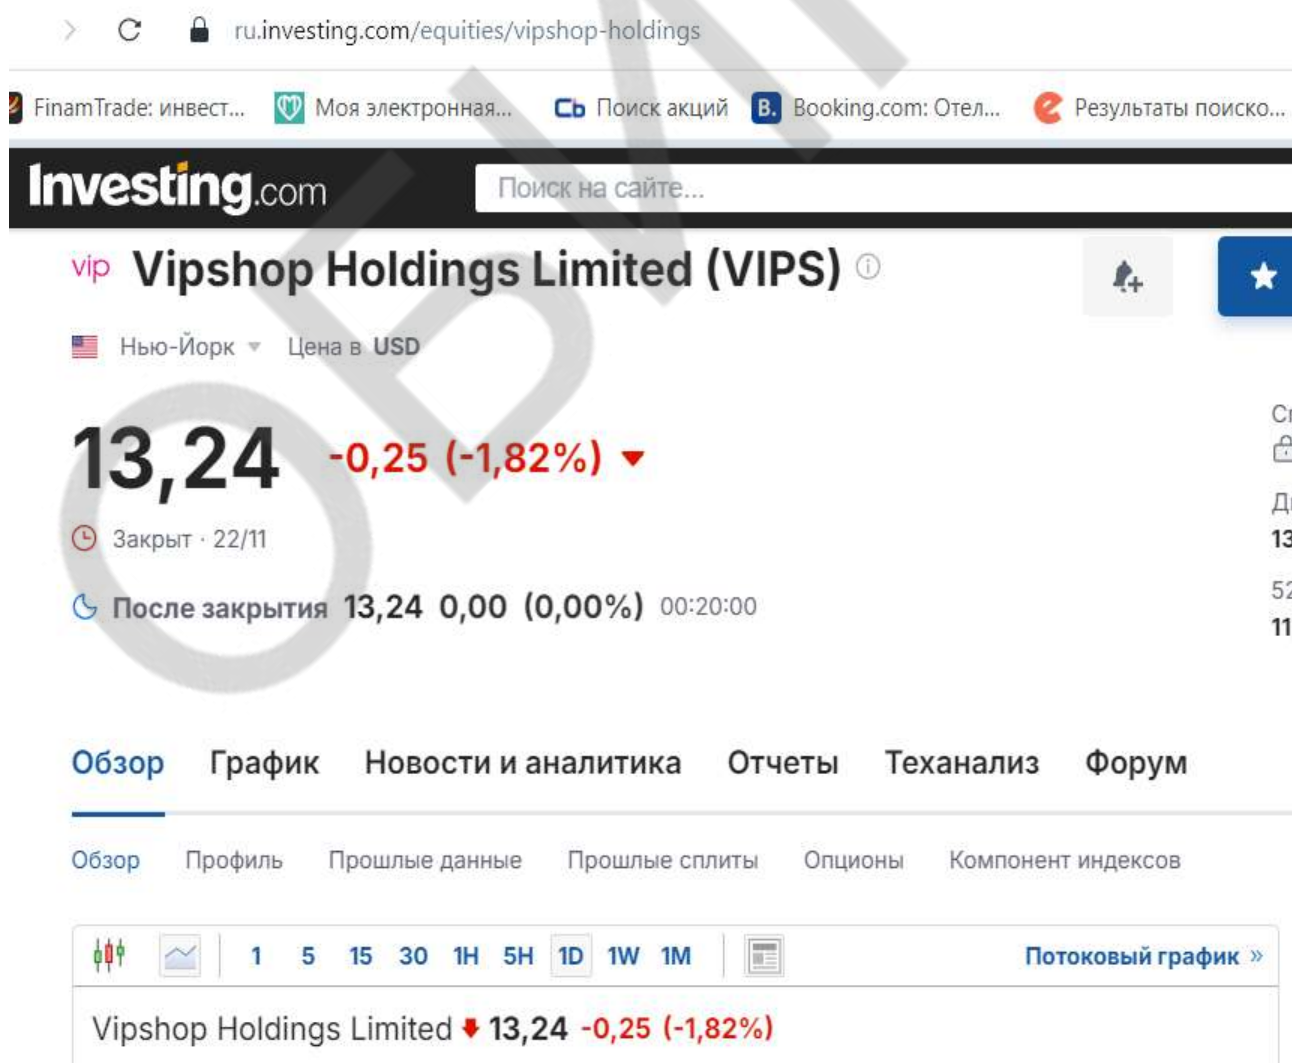 ru.investing.com/equities/vipshop-holdings
FinamTrade: инвест... Моя электронная... Сb Поиск акций B. Booking.com: Отел... Результаты поиско...
Investing.com Поиск на сайте...
vip Vipshop Holdings Limited (VIPS)
Нью-Йорк Цена в USD
13,24 -0,25 (-1,82%)
Закрыт · 22/11
После закрытия 13,24 0,00 (0,00%) 00:20:00
13
52
11
Обзор График Новости и аналитика Отчеты Теханализ Форум
Обзор Профиль Прошлые данные Прошлые сплиты Опционы Компонент индексов
1 5 15 30 1H 5H 1D 1W 1M Потоковый график »
Vipshop Holdings Limited 13,24 -0,25 (-1,82%)